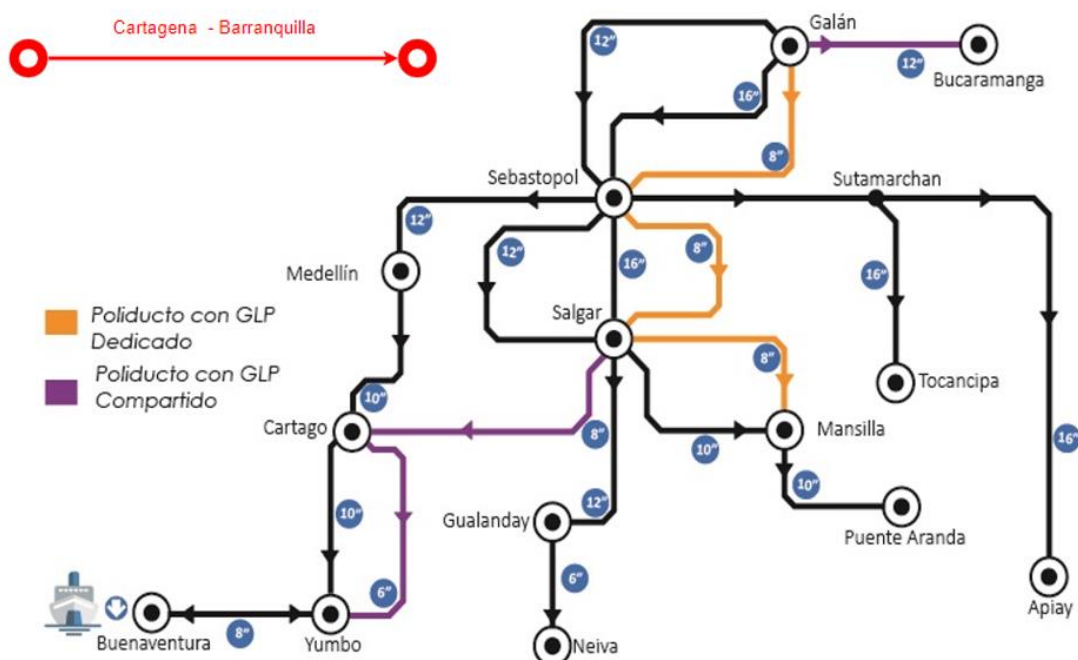 Cartagena - Barranquilla
Galán
12”
12”
Bucaramanga
16”
8”
Sebastopol
Sutamarchan
12”
12”
8”
16”
16”
Medellín
Salgar
Poliducto con GLP
Dedicado
8”
Poliducto con GLP
Compartido
Tocancipa
10”
Cartago
8”
10”
Mansilla
16”
10”
12”
10”
Gualanday
Puente Aranda
6”
6”
Apiay
Buenaventura
8”
Yumbo
Neiva